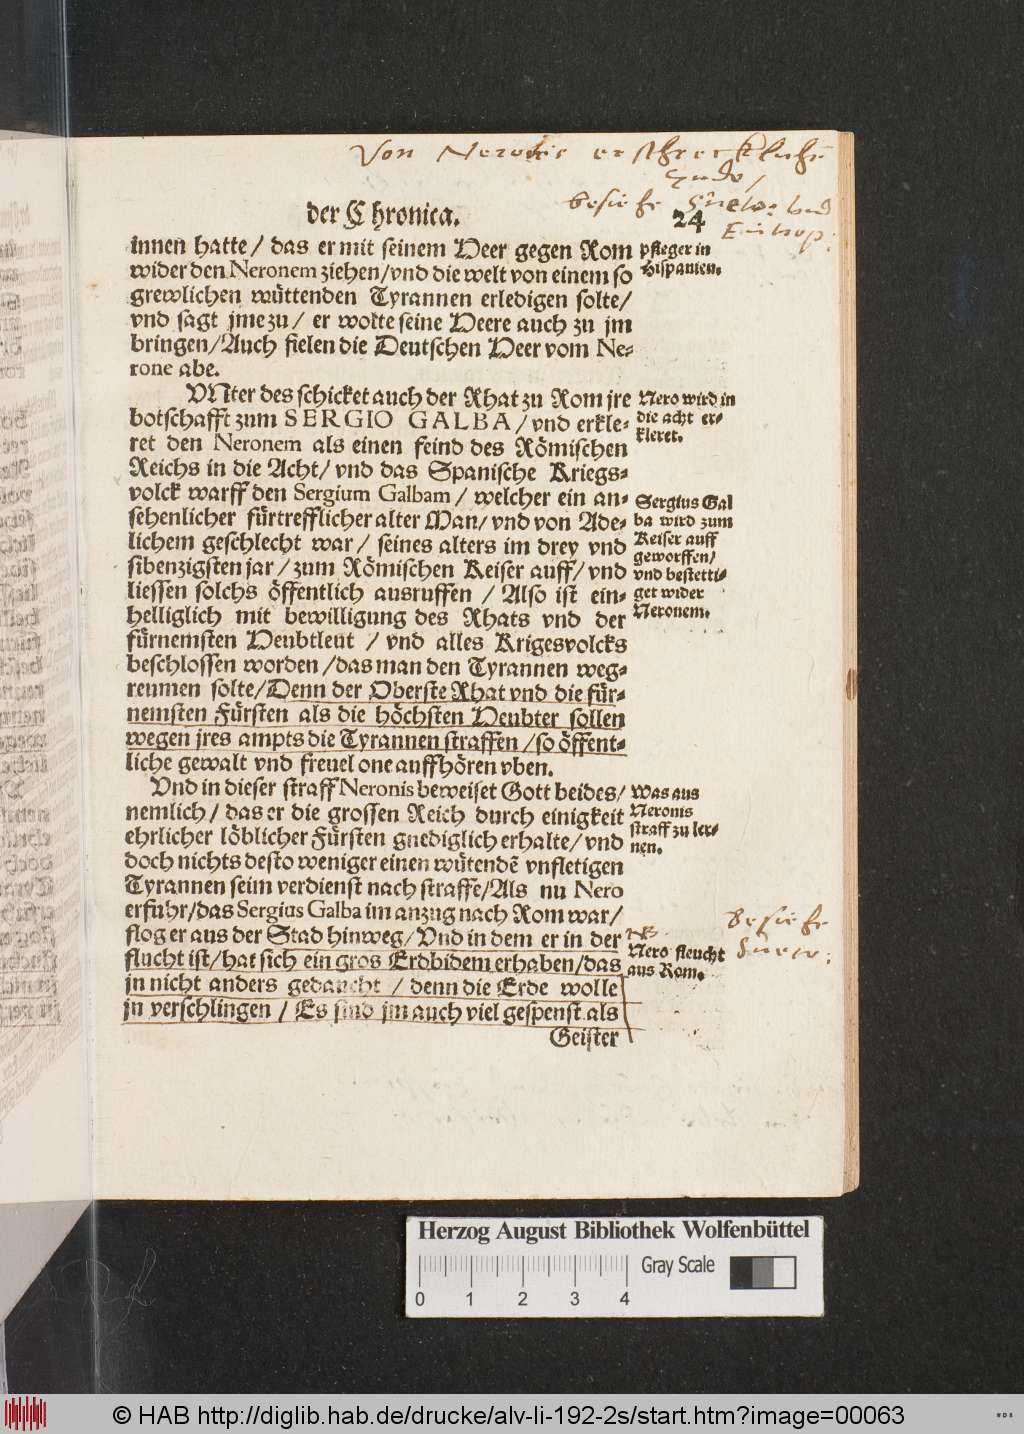 Von Neronis erschrecklichē
Ende /
besiehe Sueto: vnd
Eutrop:
der Chronica.
24
innen hatte / das er mit seinem Heer gegen Rom
wider den Neronem ziehen / vnd die welt von einem so
grewlichen wüttenden Tyrannen erledigen solte /
vnd sagt jme zu / er wolte seine Heere auch zu jm
bringen / Auch fielen die Deutschen Heer vom Ne-
rone abe.
pfleger in
Hispanien.
VNter des schicket auch der Rhat zu Rom jre
botschafft zum SERGIO GALBA / vnd erkle-
ret den Neronem als einen feind des Römischen
Reichs in die Acht / vnd das Spanische Kriegs-
volck warff den Sergium Galbam / welcher ein an-
sehenlicher fürtrefflicher alter Man / vnd von Ade-
lichem geschlecht war / seines alters im drey vnd
sibenzigsten jar / zum Römischen Keiser auff / vnd
liessen solchs öffentlich ausruffen / Also ist ein-
helliglich mit bewilligung des Rhats vnd der
fürnemsten Heubtleut / vnd alles Krigesvolcks
beschlossen worden / das man den Tyrannen weg-
reumen solte / Denn der Oberste Rhat vnd die für-
nemsten Fürsten als die höchsten Heubter sollen
wegen jres ampts die Tyrannen straffen / so öffent-
liche gewalt vnd freuel one auffhören vben.
Nero wird in
die acht er-
kleret.
Sergius Gal
ba wird zum
Keiser auff
geworffen /
vnd bestetti-
get wider
Neronem.
Vnd in dieser straff Neronis beweiset Gott beides /
nemlich / das er die grossen Reich durch einigkeit
ehrlicher löblicher Fürsten gnediglich erhalte / vnd
doch nichts desto weniger einen wütendē vnfletigen
Tyrannen seim verdienst nach straffe / Als nu Nero
erfuhr / das Sergius Galba im anzug nach Rom war /
flog er aus der Stad hinweg / Vnd in dem er in der
flucht ist / hat sich ein gros Erdbidem erhaben / das
jn nicht anders gedaucht / denn die Erde wolle
jn verschlingen / Es sind jm auch viel gespenst als
Geister
Was aus
Neronis
straff zu ler-
nen.
NB
Nero fleucht
aus Rom.
Besiehe
Sueto:
Herzog August Bibliothek Wolfenbüttel
0 1 2 3 4
Gray Scale
© HAB http://diglib.hab.de/drucke/alv-li-192-2s/start.htm?image=00063
WDB